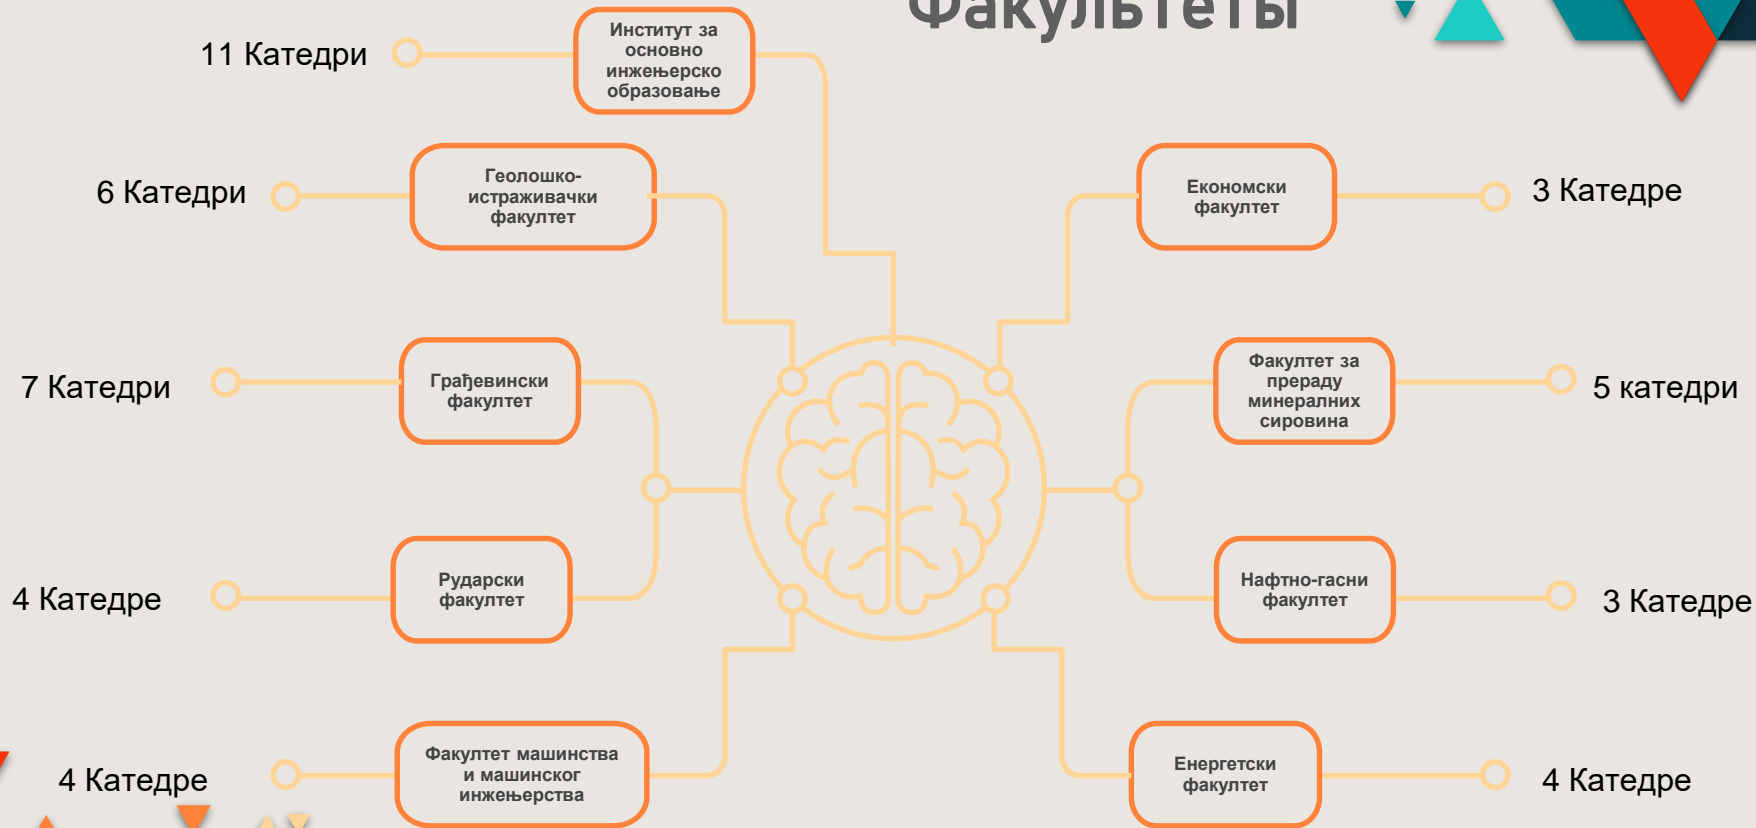 Факультеты
11 Катедри
Институт за
основно
инжењерско
образовање
6 Катедри
Геолошко-
истраживачки
факултет
Економски
факултет
3 Катедре
7 Катедри
Грађевински
факултет
Факултет за
прераду
минералних
сировина
5 катедри
4 Катедре
Рударски
факултет
Нафтно-гасни
факултет
3 Катедре
4 Катедре
Факултет машинства
и машинског
инжењерства
Енергетски
факултет
4 Катедре